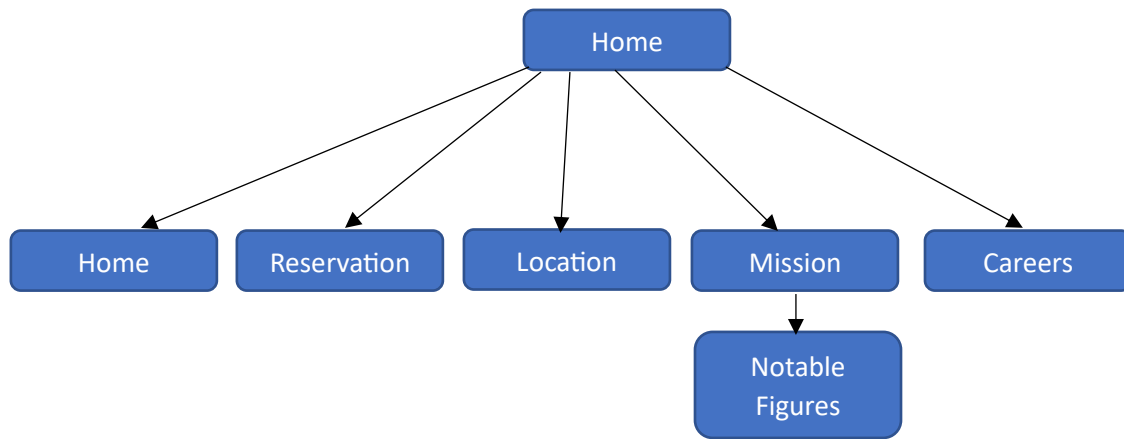 Home
Home
Reservation
Location
Mission
Careers
Notable
Figures